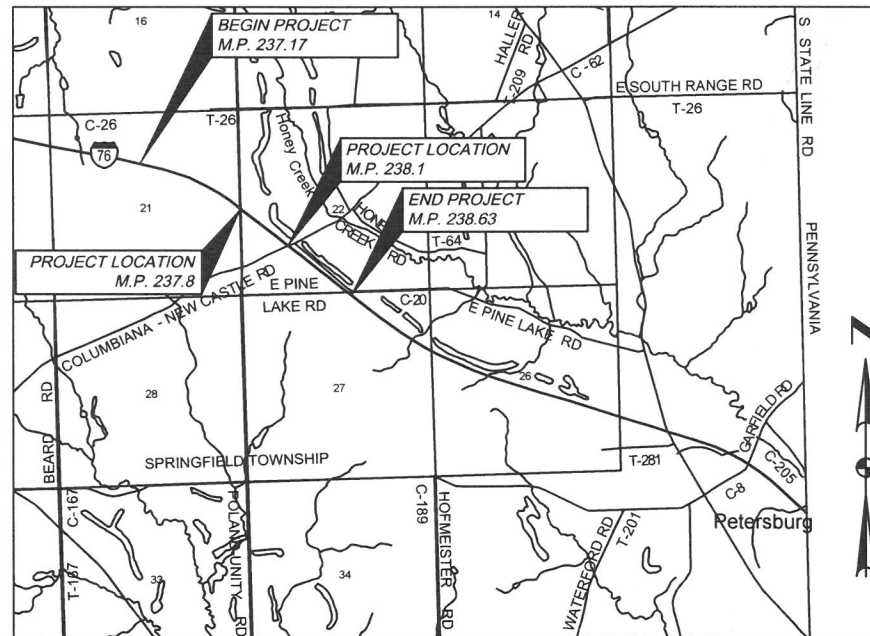 16
BEGIN PROJECT
M.P. 237.17
14
HALLER
RD
C-209
C-62
S STATE LINE RD
E SOUTH RANGE RD
T-26
C-26
T-26
76
Honey Creek
PROJECT LOCATION
M.P. 238.1
21
22
END PROJECT
M.P. 238.63
HONEY
CREEK RD
T-64
PENNSYLVANIA
PROJECT LOCATION
M.P. 237.8
E PINE
LAKE RD
C-20
E PINE LAKE RD
COLUMBIANA - NEW CASTLE RD
N
BEARD RD
28
27
26
GARFIELD RD
SPRINGFIELD TOWNSHIP
T-281
C-205
C-8
Petersburg
C-167
T-167
POLAND UNITY RD
C-189
HOFMEISTER RD
WATERFORD RD
T-201
33
34